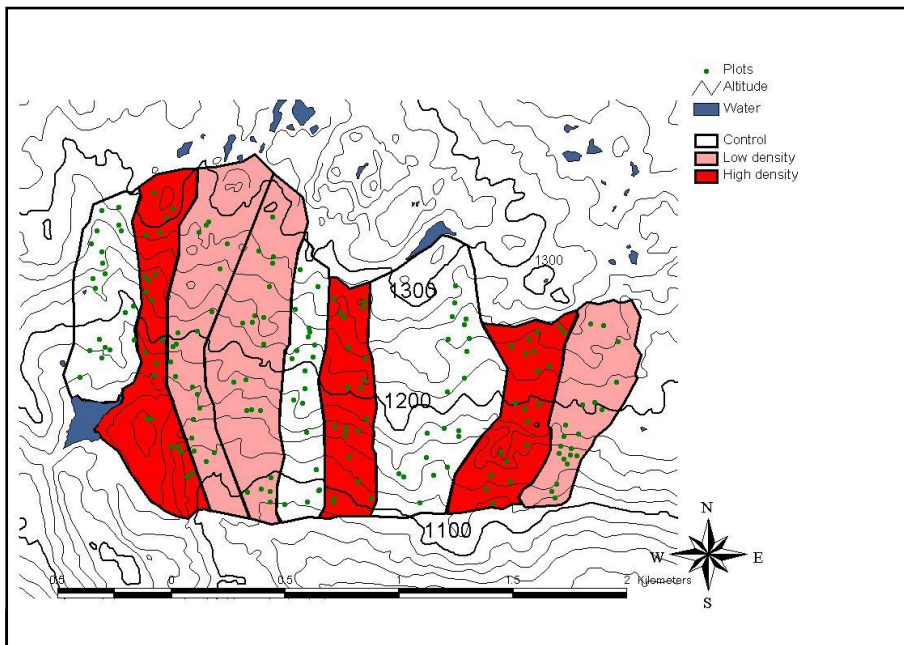 Plots
Altitude
Water
Control
Low density
High density
1300
1300
1200
1100
N
W E
S
0.5 0 0.5 1 1.5 2 Kilometers